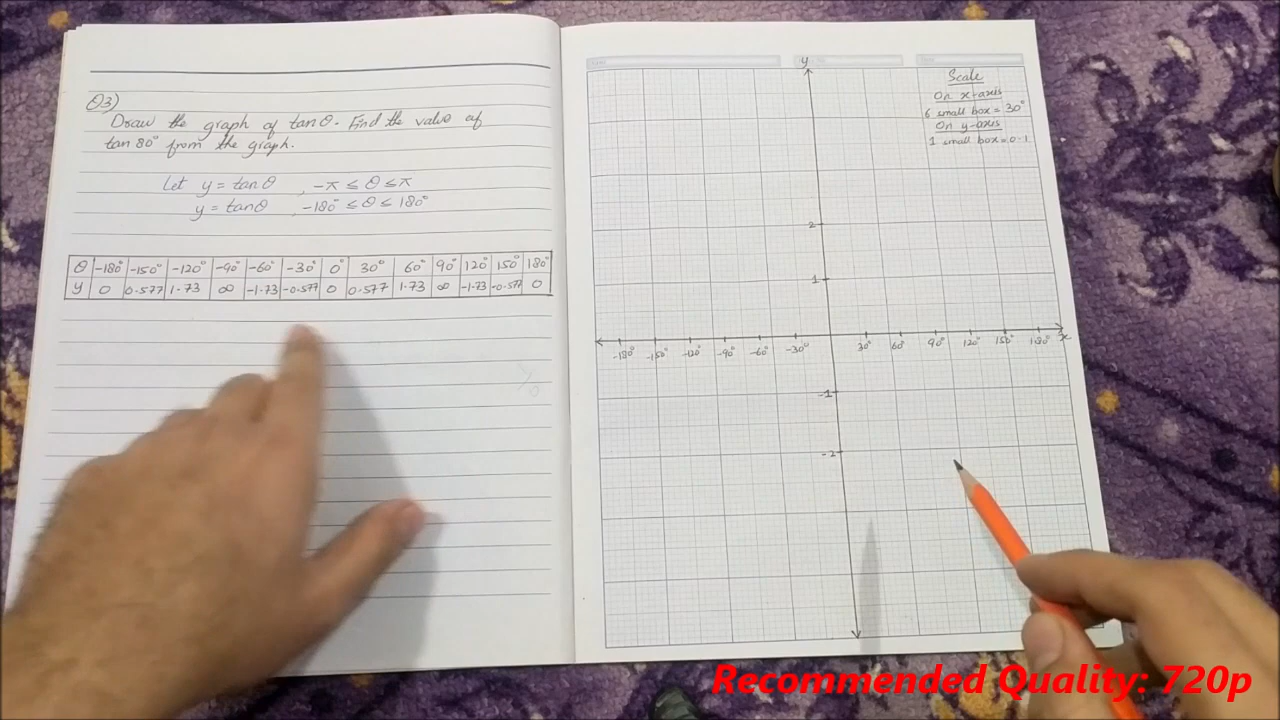 Q3)
Draw the graph of tanθ. Find the value of
tan 80° from the graph.
Let y = tanθ , -π ≤ θ ≤ π
y = tanθ , -180° ≤ θ ≤ 180°
θ -180° -150° -120° -90° -60° -30° 0° 30° 60° 90° 120° 150° 180°
y 0 0.577 1.73 ∞ -1.73 -0.577 0 0.577 1.73 ∞ -1.73 -0.577 0
y
Scale
On x-axis
6 small box = 30°
On y-axis
1 small box = 0.1
2
1
-180° -150° -120° -90° -60° -30° 30° 60° 90° 120° 150° 180° x
-1
-2
Recommended Quality: 720p